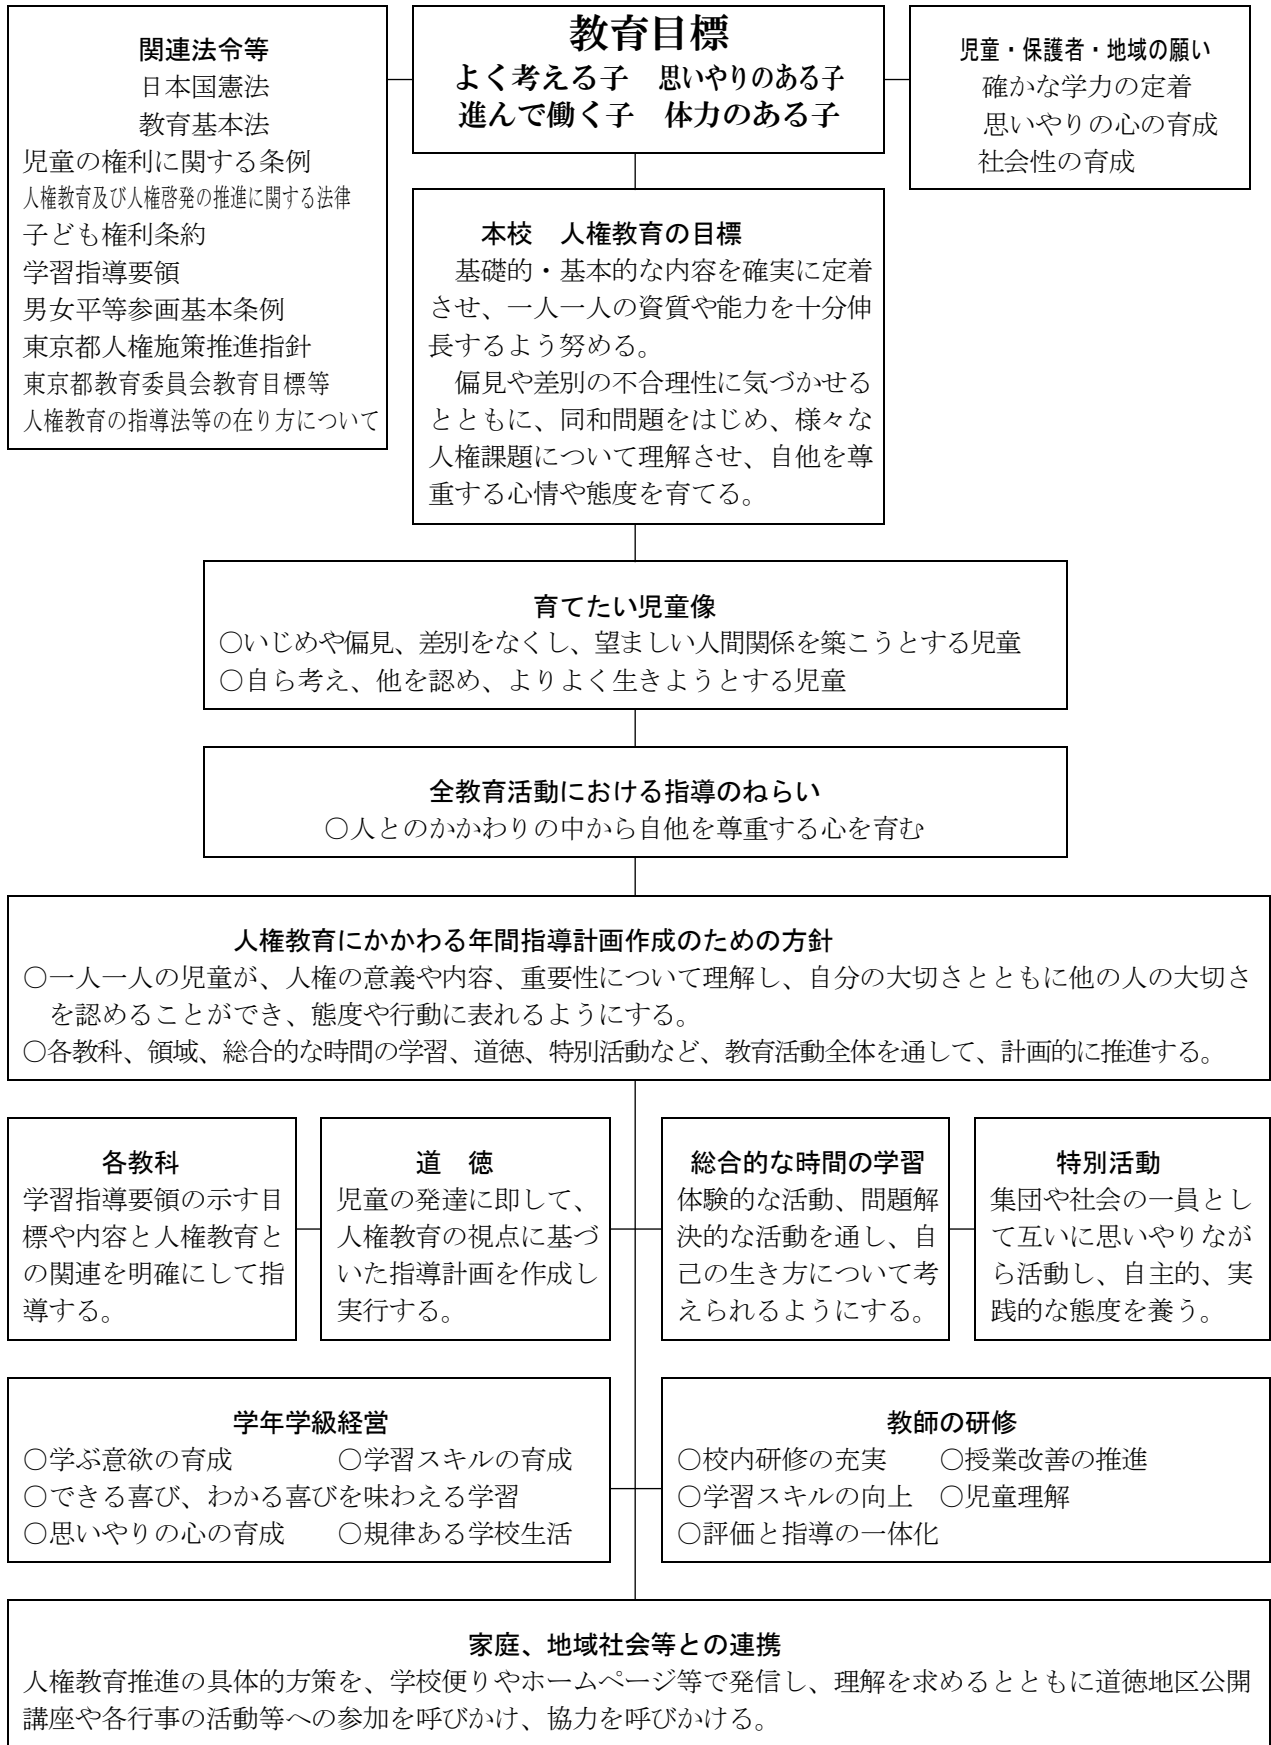 関連法令等
日本国憲法
教育基本法
児童の権利に関する条例
人権教育及び人権啓発の推進に関する法律
子ども権利条約
学習指導要領
男女平等参画基本条例
東京都人権施策推進指針
東京都教育委員会教育目標等
人権教育の指導法等の在り方について
教育目標
よく考える子　思いやりのある子
進んで働く子　体力のある子
児童・保護者・地域の願い
確かな学力の定着
思いやりの心の育成
社会性の育成
本校　人権教育の目標
基礎的・基本的な内容を確実に定着
させ、一人一人の資質や能力を十分伸
長するよう努める。
偏見や差別の不合理性に気づかせる
とともに、同和問題をはじめ、様々な
人権課題について理解させ、自他を尊
重する心情や態度を育てる。
育てたい児童像
○いじめや偏見、差別をなくし、望ましい人間関係を築こうとする児童
○自ら考え、他を認め、よりよく生きようとする児童
全教育活動における指導のねらい
○人とのかかわりの中から自他を尊重する心を育む
人権教育にかかわる年間指導計画作成のための方針
○一人一人の児童が、人権の意義や内容、重要性について理解し、自分の大切さとともに他の人の大切さ
を認めることができ、態度や行動に表れるようにする。
○各教科、領域、総合的な時間の学習、道徳、特別活動など、教育活動全体を通して、計画的に推進する。
各教科
学習指導要領の示す目
標や内容と人権教育と
の関連を明確にして指
導する。
道　徳
児童の発達に即して、
人権教育の視点に基づ
いた指導計画を作成し
実行する。
総合的な時間の学習
体験的な活動、問題解
決的な活動を通し、自
己の生き方について考
えられるようにする。
特別活動
集団や社会の一員とし
て互いに思いやりなが
ら活動し、自主的、実
践的な態度を養う。
学年学級経営
○学ぶ意欲の育成　　　　○学習スキルの育成
○できる喜び、わかる喜びを味わえる学習
○思いやりの心の育成　　○規律ある学校生活
教師の研修
○校内研修の充実　　○授業改善の推進
○学習スキルの向上　○児童理解
○評価と指導の一体化
家庭、地域社会等との連携
人権教育推進の具体的方策を、学校便りやホームページ等で発信し、理解を求めるとともに道徳地区公開
講座や各行事の活動等への参加を呼びかけ、協力を呼びかける。